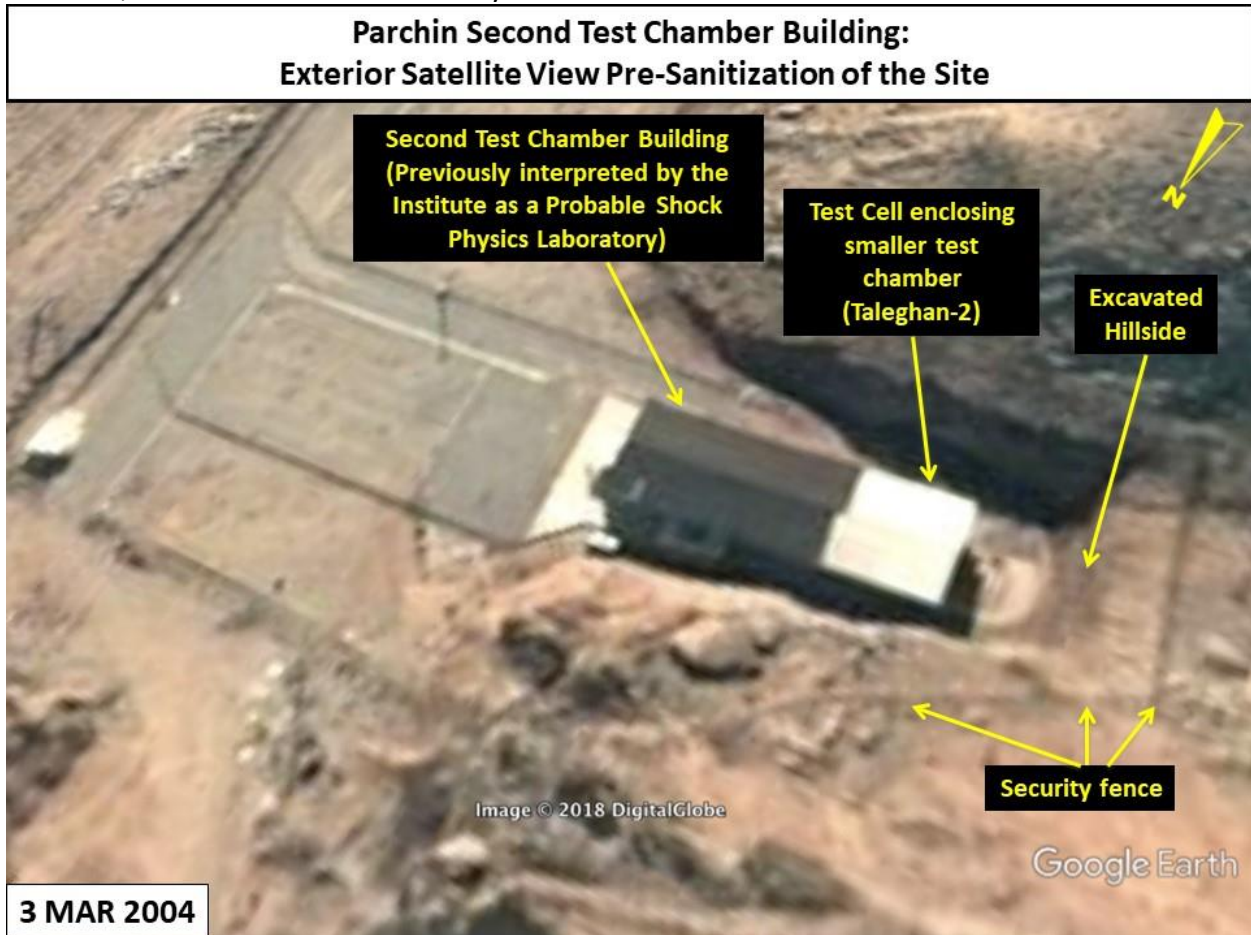 Parchin Second Test Chamber Building:
Exterior Satellite View Pre-Sanitization of the Site
Second Test Chamber Building
(Previously interpreted by the
Institute as a Probable Shock
Physics Laboratory)
Test Cell enclosing
smaller test
chamber
(Taleghan-2)
Excavated
Hillside
N
Security fence
Image © 2018 DigitalGlobe
Google Earth
3 MAR 2004